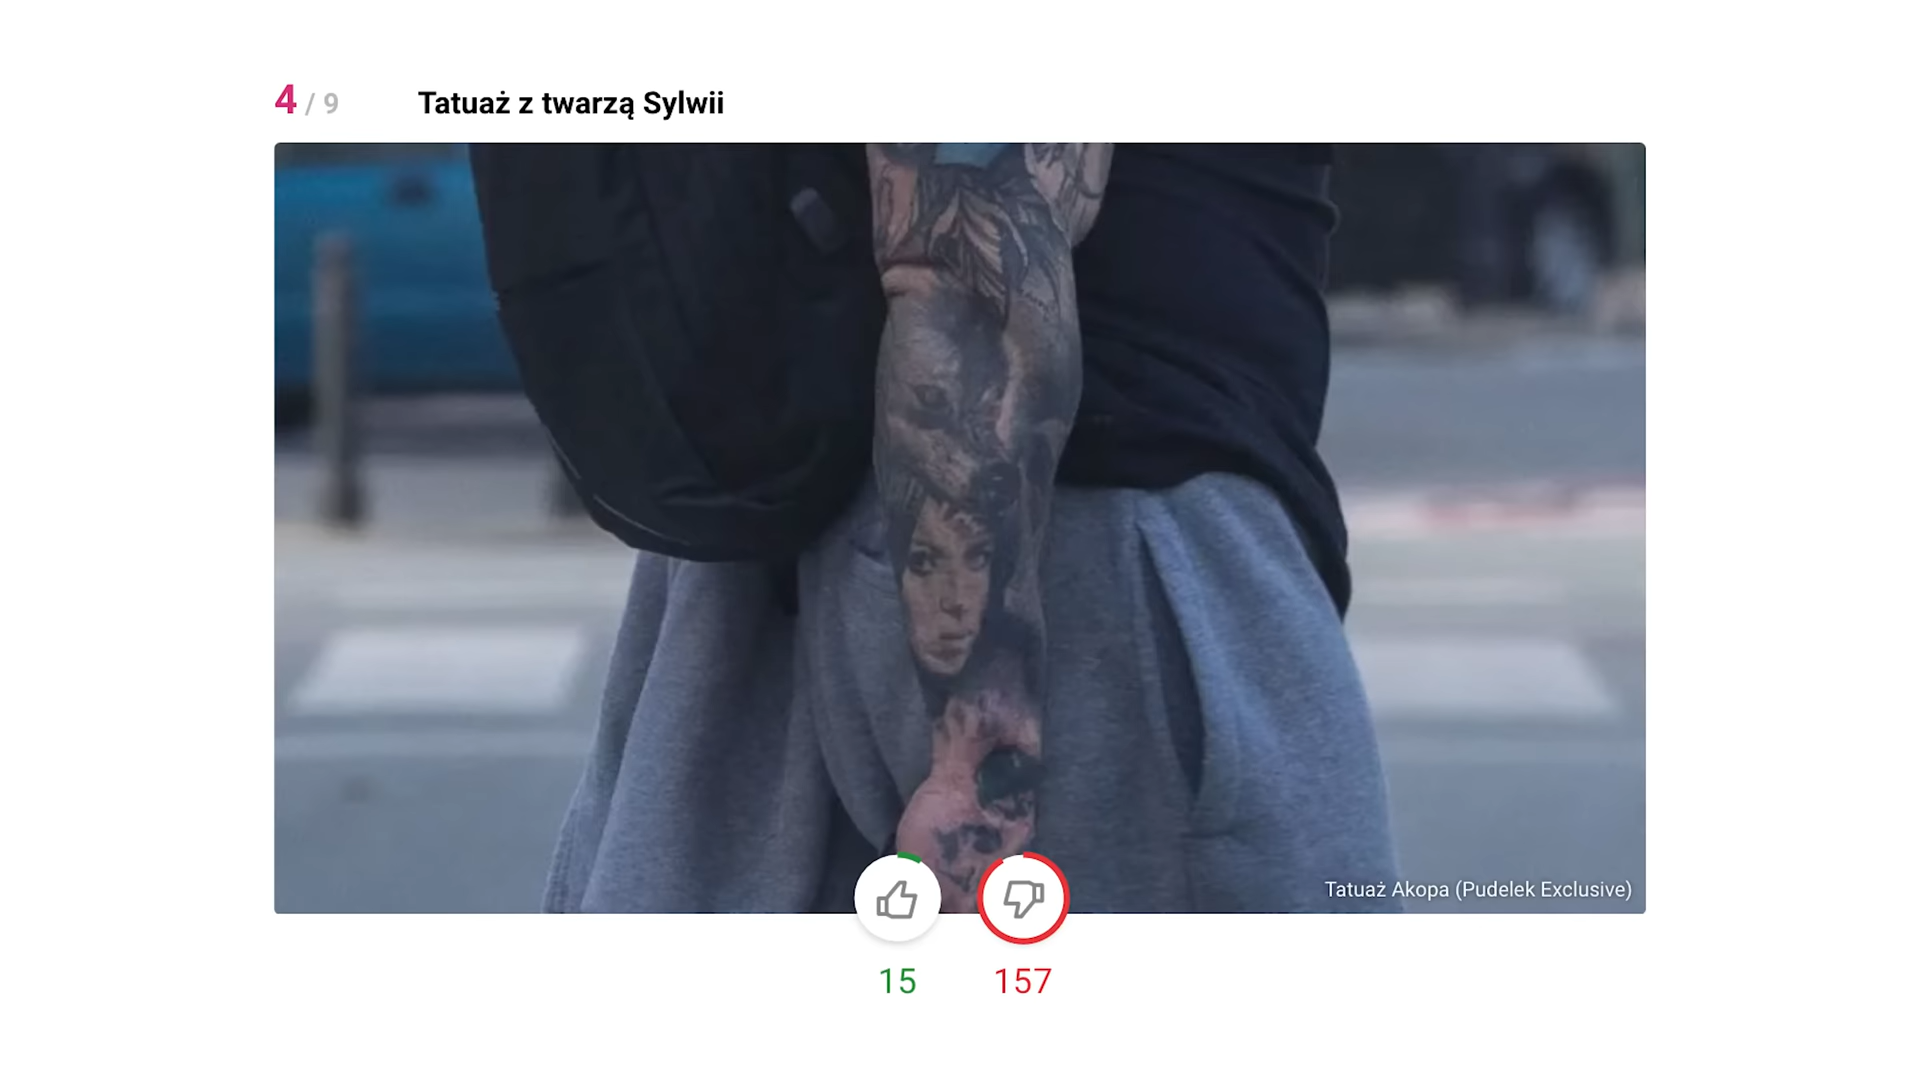 4 / 9
Tatuaż z twarzą Sylwii
Tatuaż Akopa (Pudelek Exclusive)
15
157